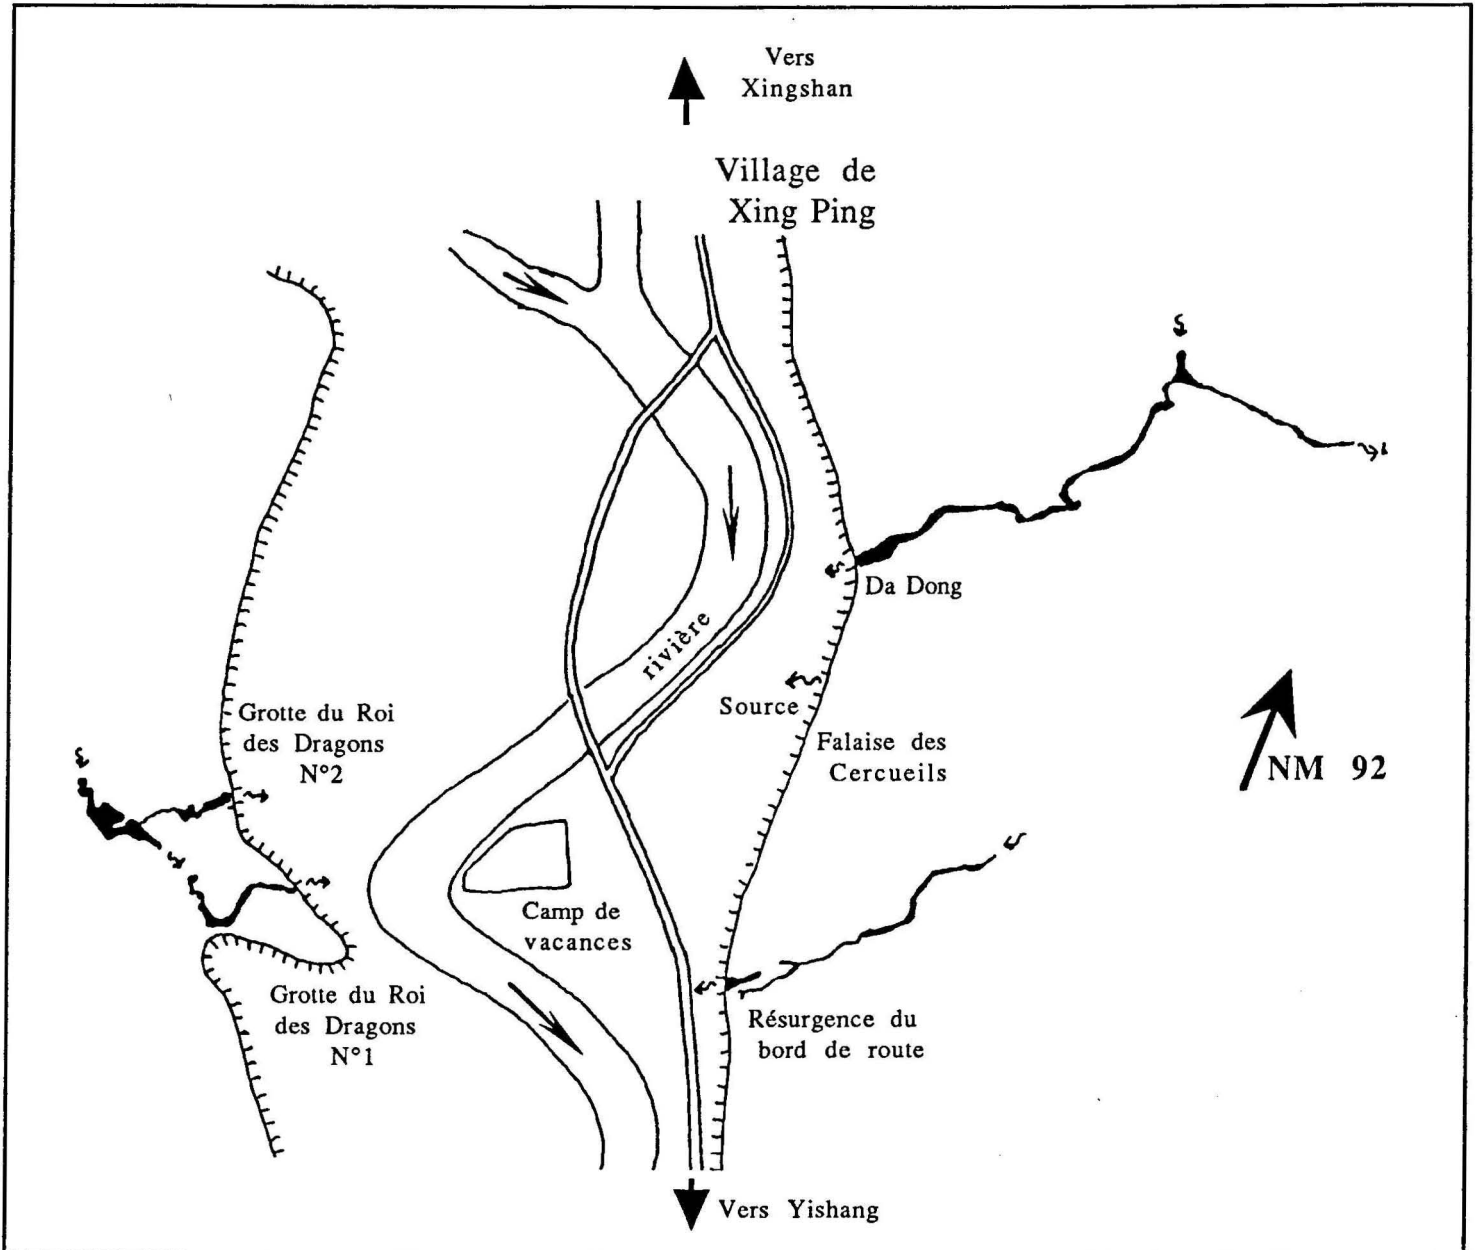 Vers
Xingshan
Village de
Xing Ping
Da Dong
rivière
Source
Grotte du Roi
des Dragons
N°2
Falaise des
Cercueils
NM 92
Camp de
vacances
Grotte du Roi
des Dragons
N°1
Résurgence du
bord de route
Vers Yishang